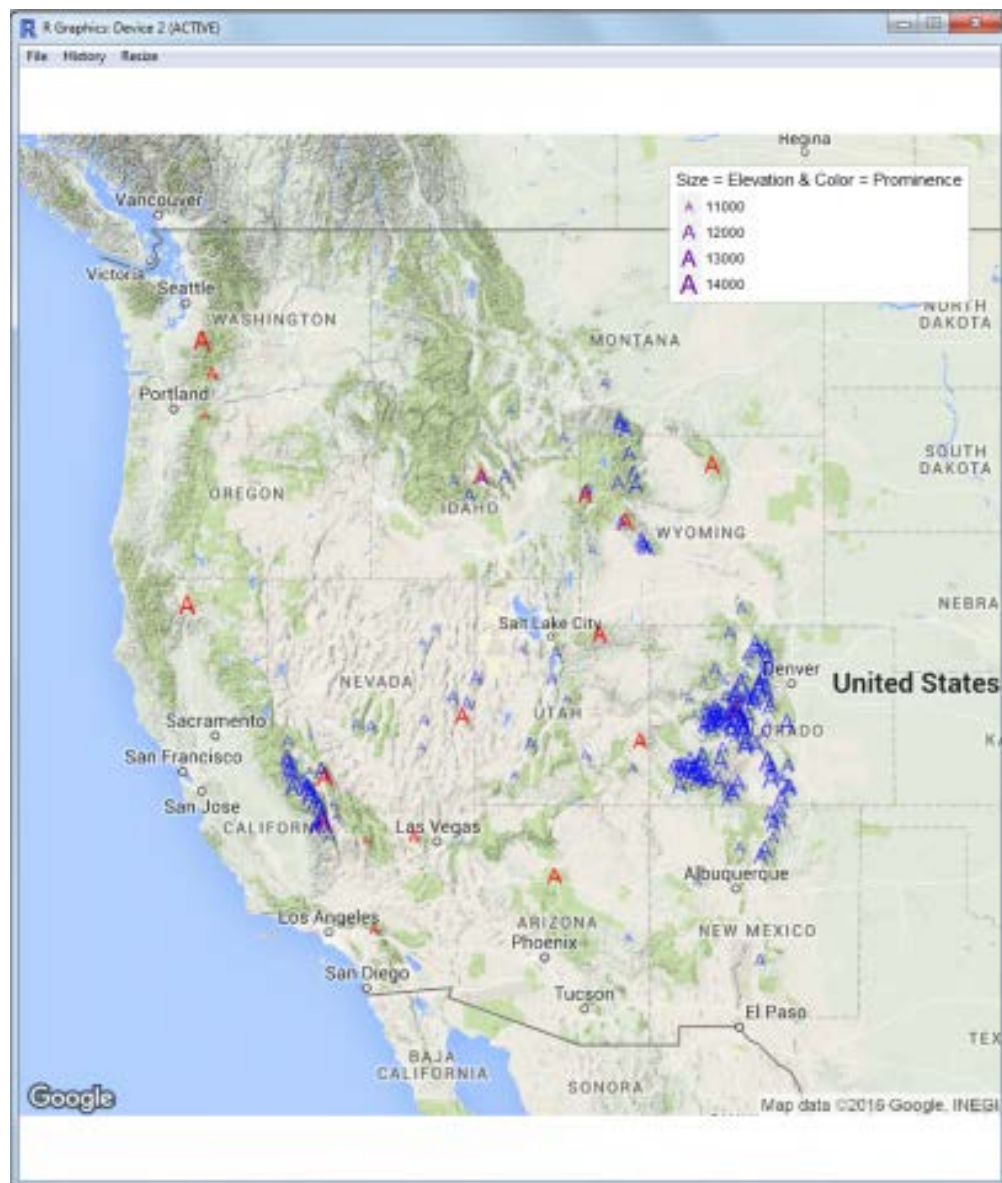 R Graphics: Device 2 (ACTIVE)
File History Resize
Regina
Size = Elevation & Color = Prominence
A 11000
A 12000
A 13000
A 14000
Vancouver
Victoria
Seattle
WASHINGTON
NORTH
DAKOTA
MONTANA
Portland
SOUTH
DAKOTA
OREGON
IDAHO
WYOMING
NEBRA
Salt Lake City
Denver
United States
NEVADA
UTAH
COLORADO
Sacramento
San Francisco
KA
San Jose
CALIFORNIA
Las Vegas
Albuquerque
Los Angeles
ARIZONA
NEW MEXICO
Phoenix
San Diego
Tucson
El Paso
TEX
BAJA
CALIFORNIA
SONORA
Google
Map data ©2016 Google, INEGI